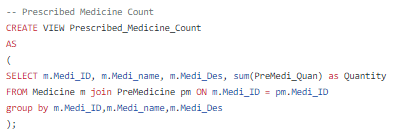 -- Prescribed Medicine Count
CREATE VIEW Prescribed_Medicine_Count
AS
(
SELECT m.Medi_ID, m.Medi_name, m.Medi_Des, sum(PreMedi_Quan) as Quantity
FROM Medicine m join PreMedicine pm ON m.Medi_ID = pm.Medi_ID
group by m.Medi_ID,m.Medi_name,m.Medi_Des
);